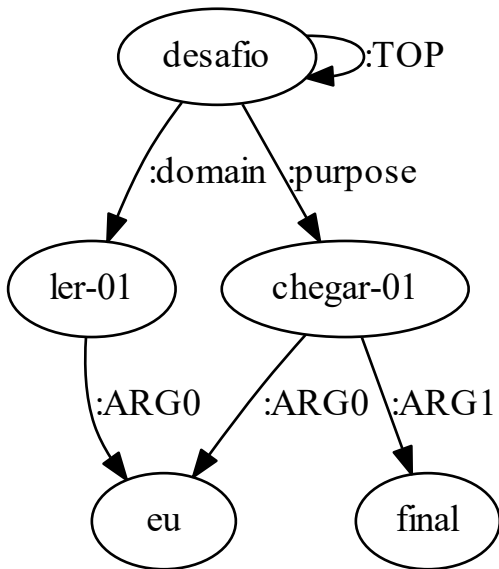 desafio
:TOP
:domain :purpose
ler-01 chegar-01
:ARG0 :ARG0 :ARG1
eu final